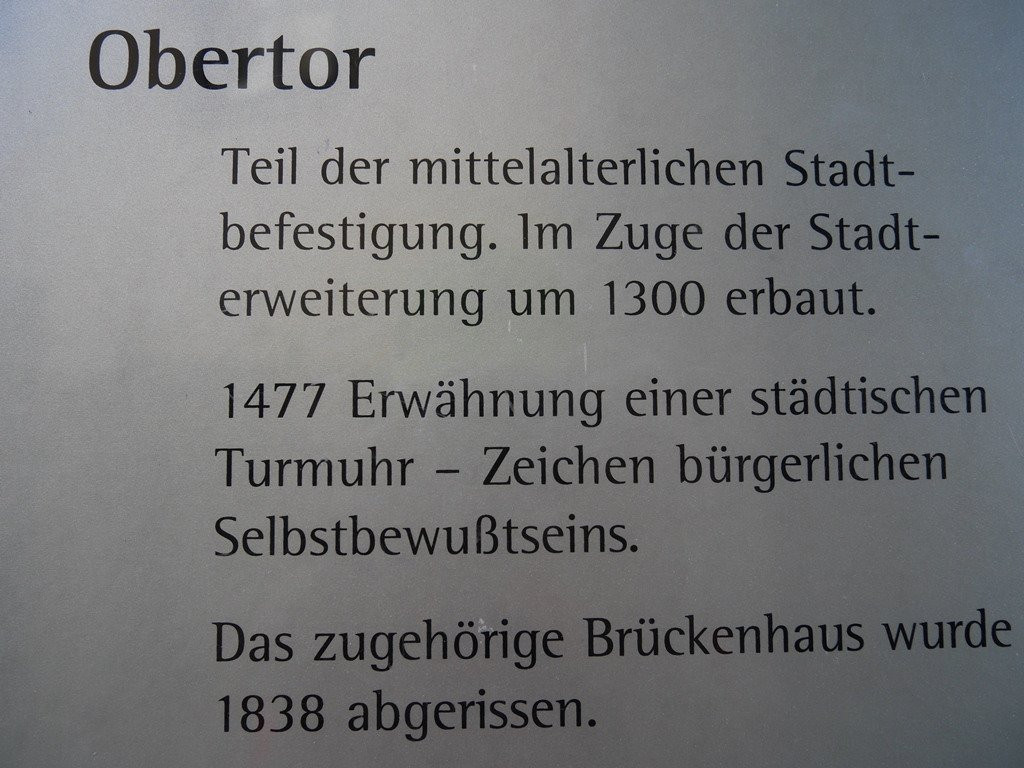 Obertor
Teil der mittelalterlichen Stadt-
befestigung. Im Zuge der Stadt-
erweiterung um 1300 erbaut.
1477 Erwähnung einer städtischen
Turmuhr – Zeichen bürgerlichen
Selbstbewußtseins.
Das zugehörige Brückenhaus wurde
1838 abgerissen.